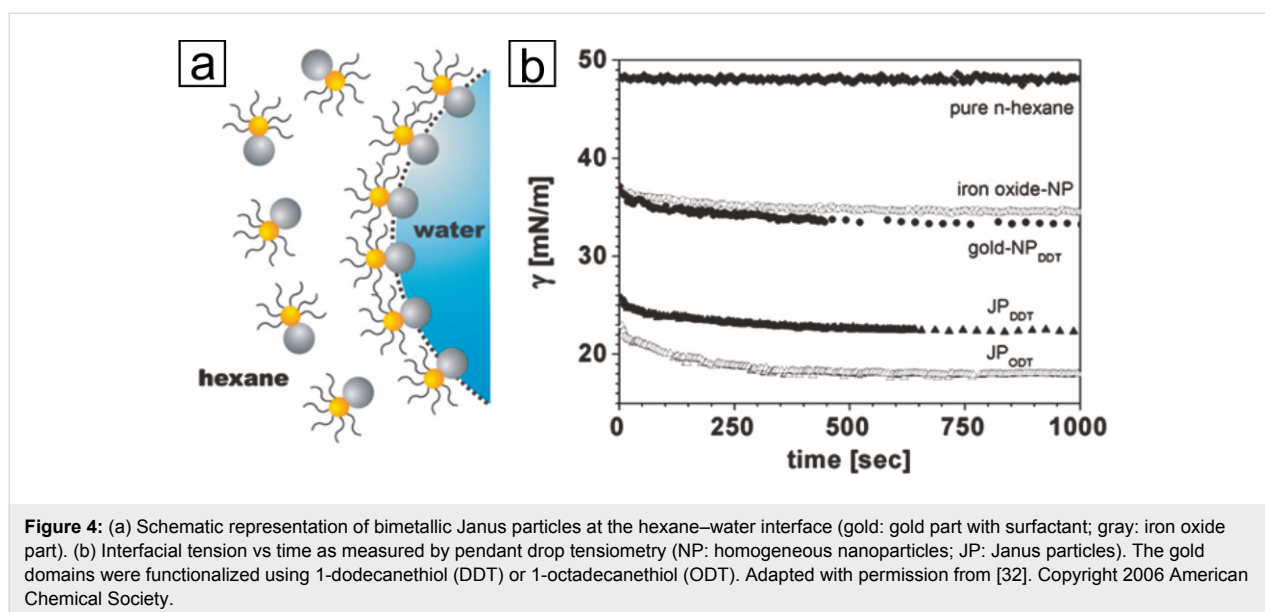 a
water
hexane
b
50
40
30
20
γ [mN/m]
pure n-hexane
iron oxide-NP
gold-NP_DDT
JP_DDT
JP_ODT
0 250 500 750 1000
time [sec]
Figure 4: (a) Schematic representation of bimetallic Janus particles at the hexane–water interface (gold: gold part with surfactant; gray: iron oxide
part). (b) Interfacial tension vs time as measured by pendant drop tensiometry (NP: homogeneous nanoparticles; JP: Janus particles). The gold
domains were functionalized using 1-dodecanethiol (DDT) or 1-octadecanethiol (ODT). Adapted with permission from [32]. Copyright 2006 American
Chemical Society.